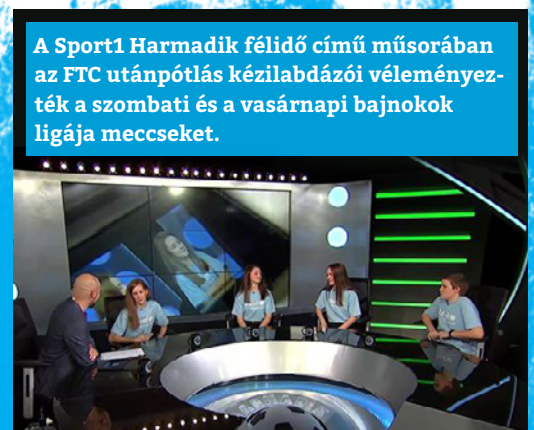 A Sport1 Harmadik félidő című műsorában
az FTC utánpótlás kézilabdázói véleményez-
ték a szombati és a vasárnapi bajnokok
ligája meccseket.